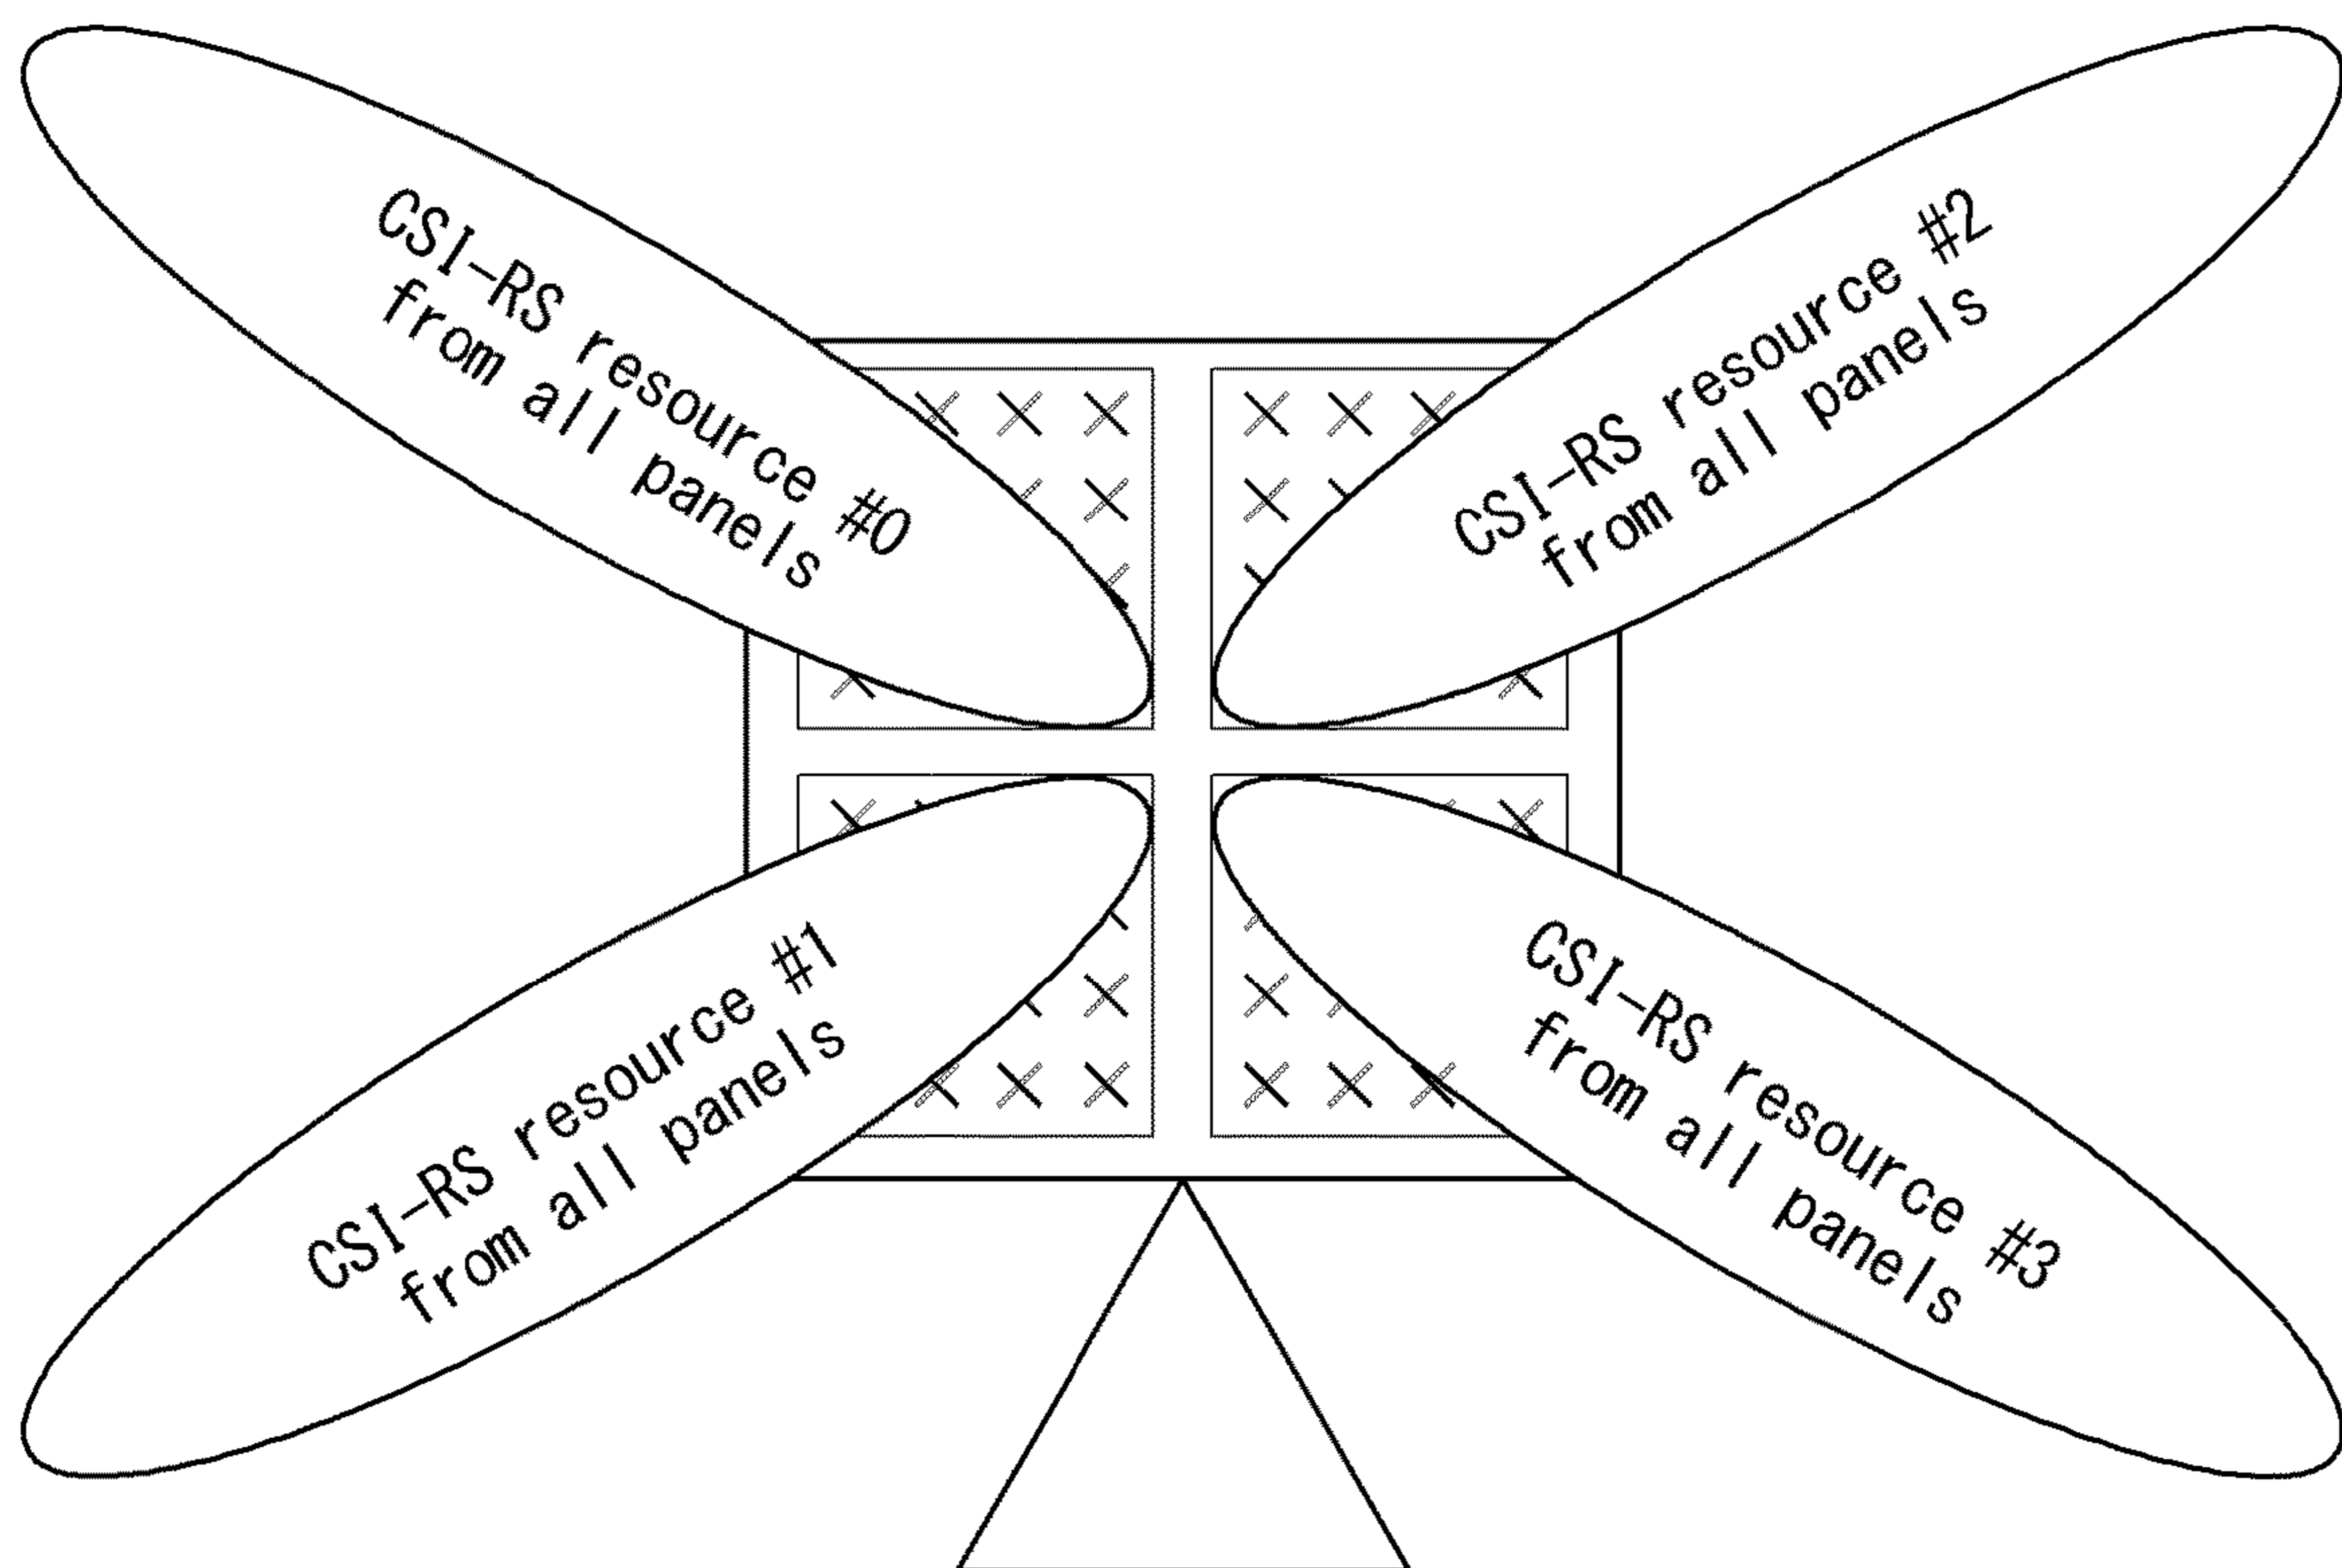 CSI-RS resource #0
from all panels
CSI-RS resource #2
from all panels
CSI-RS resource #1
from all panels
CSI-RS resource #3
from all panels